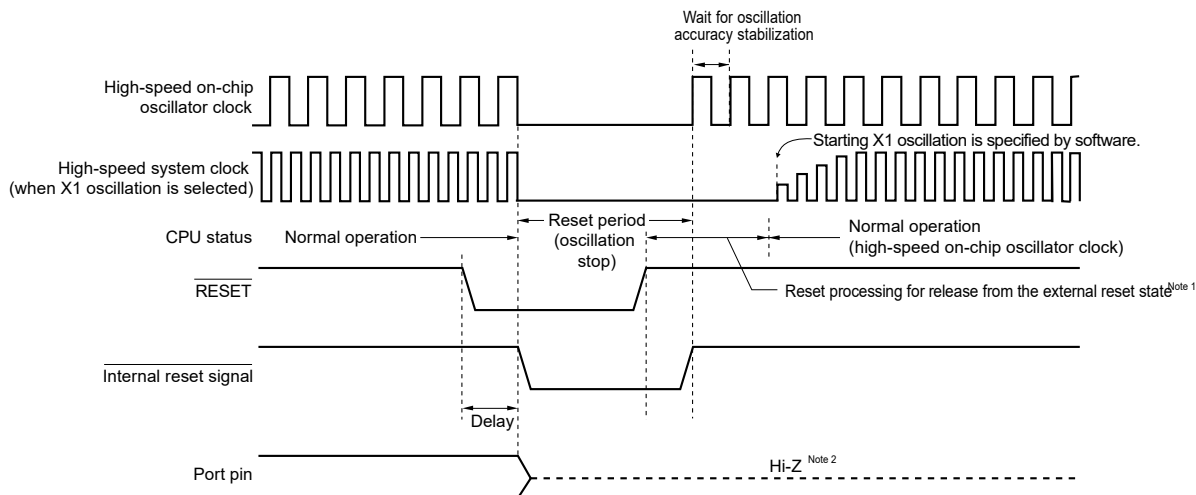 Wait for oscillation
accuracy stabilization
High-speed on-chip
oscillator clock
Starting X1 oscillation is specified by software.
High-speed system clock
(when X1 oscillation is selected)
CPU status
Normal operation
Reset period
(oscillation
stop)
Normal operation
(high-speed on-chip oscillator clock)
RESET
Reset processing for release from the external reset state Note 1
Internal reset signal
Delay
Port pin
Hi-Z Note 2